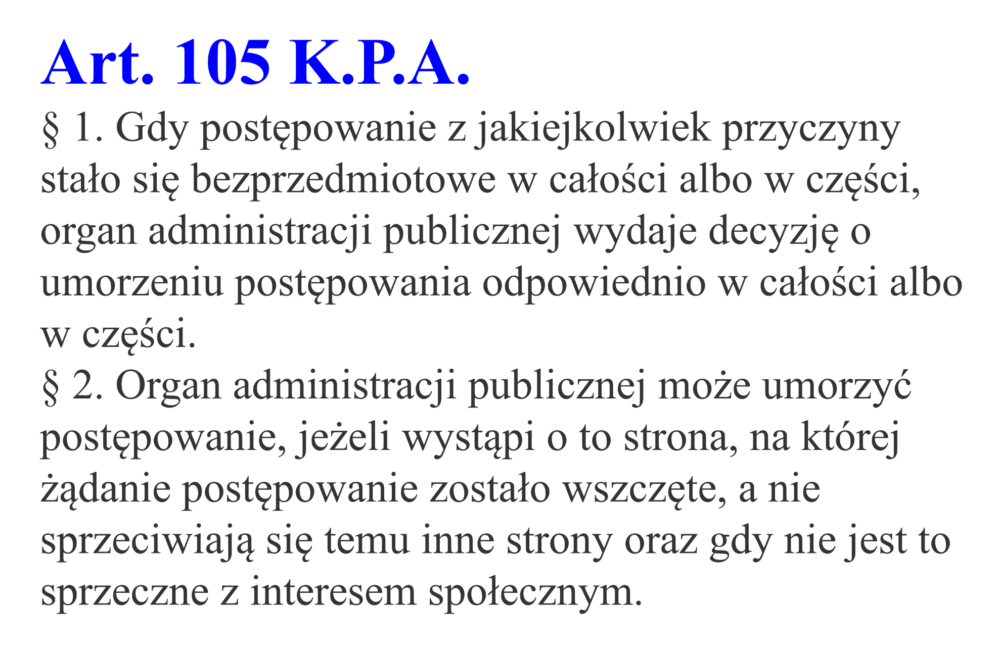 Art. 105 K.P.A.
§ 1. Gdy postępowanie z jakiejkolwiek przyczyny
stało się bezprzedmiotowe w całości albo w części,
organ administracji publicznej wydaje decyzję o
umorzeniu postępowania odpowiednio w całości albo
w części.
§ 2. Organ administracji publicznej może umorzyć
postępowanie, jeżeli wystąpi o to strona, na której
żądanie postępowanie zostało wszczęte, a nie
sprzeciwiają się temu inne strony oraz gdy nie jest to
sprzeczne z interesem społecznym.